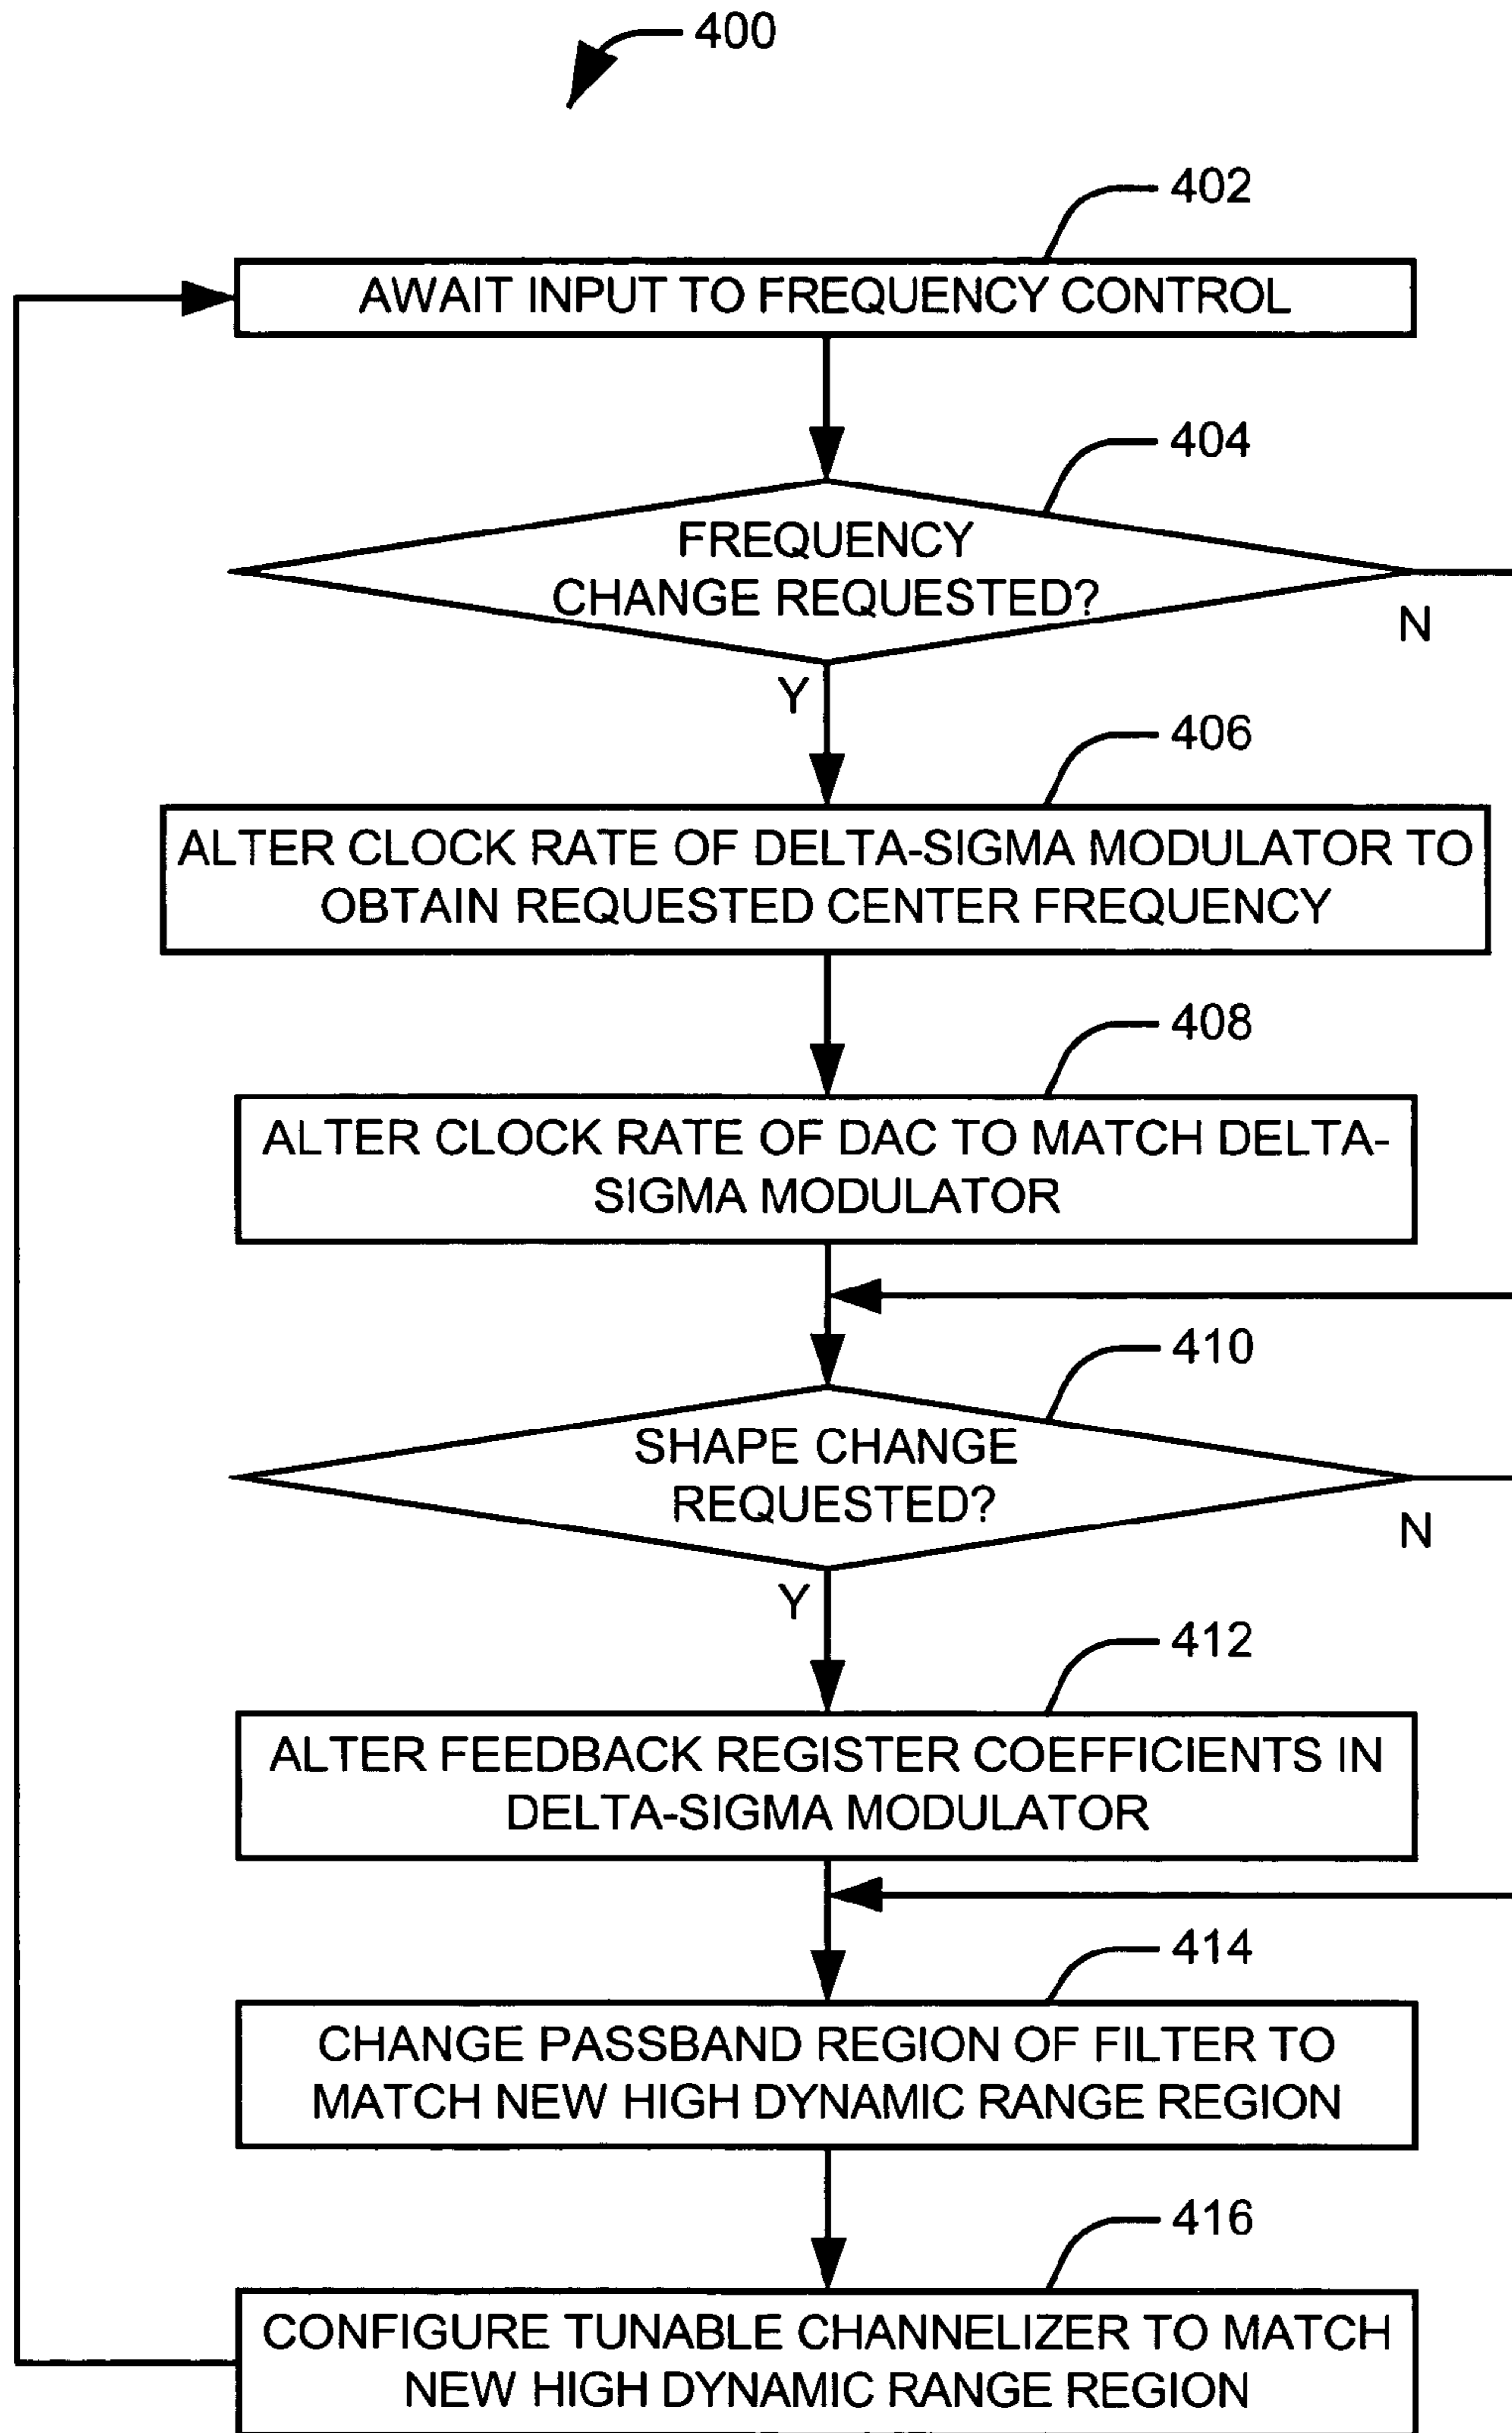 400
402
AWAIT INPUT TO FREQUENCY CONTROL
404
FREQUENCY
CHANGE REQUESTED?
N
Y
406
ALTER CLOCK RATE OF DELTA-SIGMA MODULATOR TO
OBTAIN REQUESTED CENTER FREQUENCY
408
ALTER CLOCK RATE OF DAC TO MATCH DELTA-
SIGMA MODULATOR
410
SHAPE CHANGE
REQUESTED?
N
Y
412
ALTER FEEDBACK REGISTER COEFFICIENTS IN
DELTA-SIGMA MODULATOR
414
CHANGE PASSBAND REGION OF FILTER TO
MATCH NEW HIGH DYNAMIC RANGE REGION
416
CONFIGURE TUNABLE CHANNELIZER TO MATCH
NEW HIGH DYNAMIC RANGE REGION